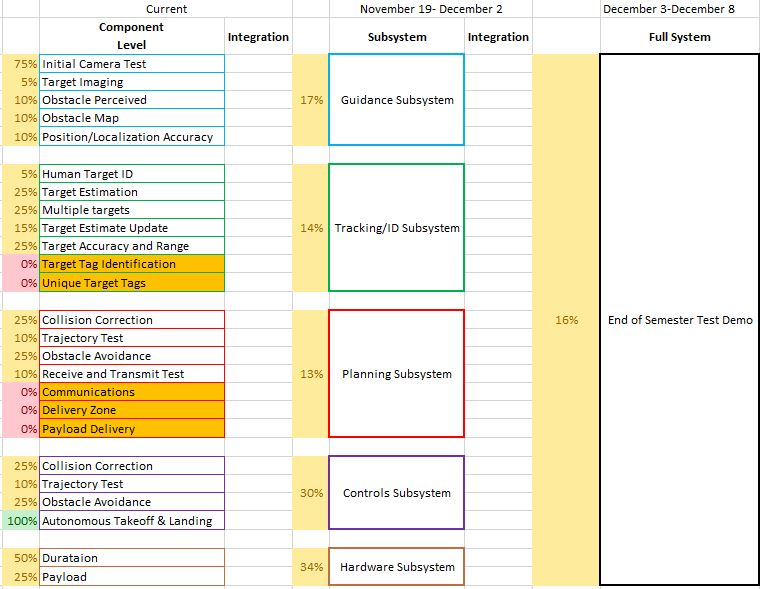 Current November 19- December 2 December 3-December 8
Component
Level
Integration Subsystem Integration Full System
75% Initial Camera Test
5% Target Imaging
10% Obstacle Perceived 17% Guidance Subsystem
10% Obstacle Map
10% Position/Localization Accuracy
5% Human Target ID
25% Target Estimation
25% Multiple targets
15% Target Estimate Update 14% Tracking/ID Subsystem
25% Target Accuracy and Range
0% Target Tag Identification
0% Unique Target Tags
25% Collision Correction 16% End of Semester Test Demo
10% Trajectory Test
25% Obstacle Avoidance
10% Receive and Transmit Test 13% Planning Subsystem
0% Communications
0% Delivery Zone
0% Payload Delivery
25% Collision Correction
10% Trajectory Test 30% Controls Subsystem
25% Obstacle Avoidance
100% Autonomous Takeoff & Landing
50% Durataion 34% Hardware Subsystem
25% Payload